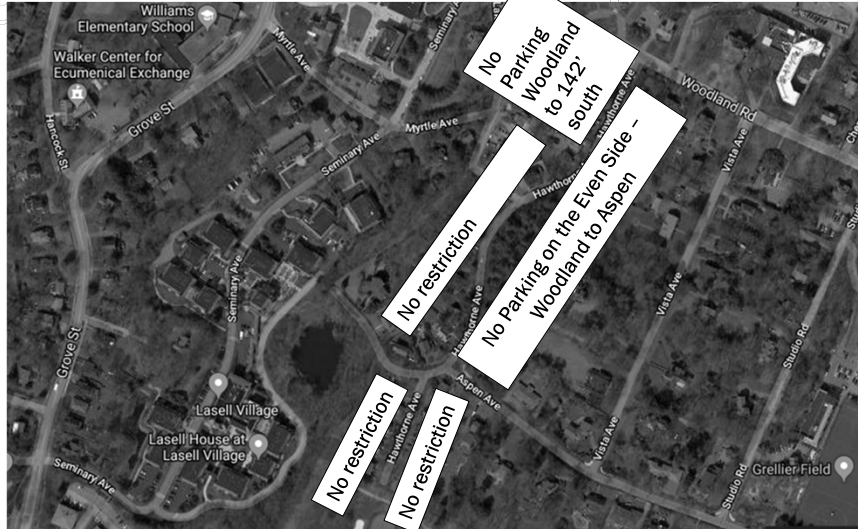 Williams
Elementary School
Walker Center for
Ecumenical Exchange
Hancock St
Grove St
Myrtle Ave
Seminary
Seminary Ave
Myrtle Ave
No
Parking
Woodland
to 142'
south
Hawthorne Ave
Woodland Rd
Vista Ave
No restriction
Hawthorne
No Parking on the Even Side –
Woodland to Aspen
Seminary Ave
Hawthorne Ave
Vista Ave
Studio Rd
Grove St
Lasell Village
Lasell House at
Lasell Village
No restriction
Hawthorne Ave
No restriction
Aspen Ave
Vista Ave
Seminary Ave
Studio Rd
Grellier Field